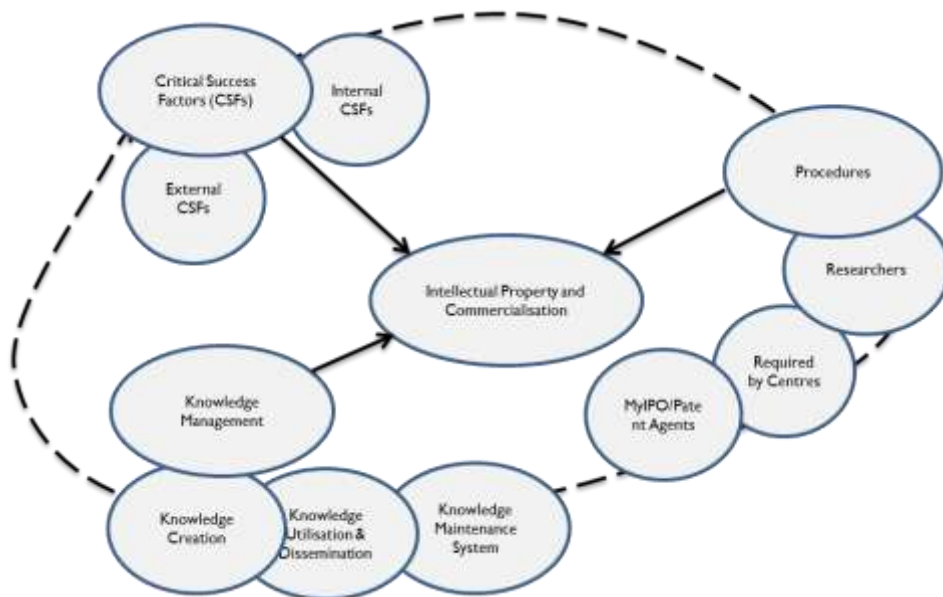 Critical Success
Factors (CSFs)
Internal
CSFs
External
CSFs
Procedures
Researchers
Intellectual Property and
Commercialisation
Required
by Centres
MyIPO/Pate
nt Agents
Knowledge
Management
Knowledge
Creation
Knowledge
Utilisation &
Dissemination
Knowledge
Maintenance
System